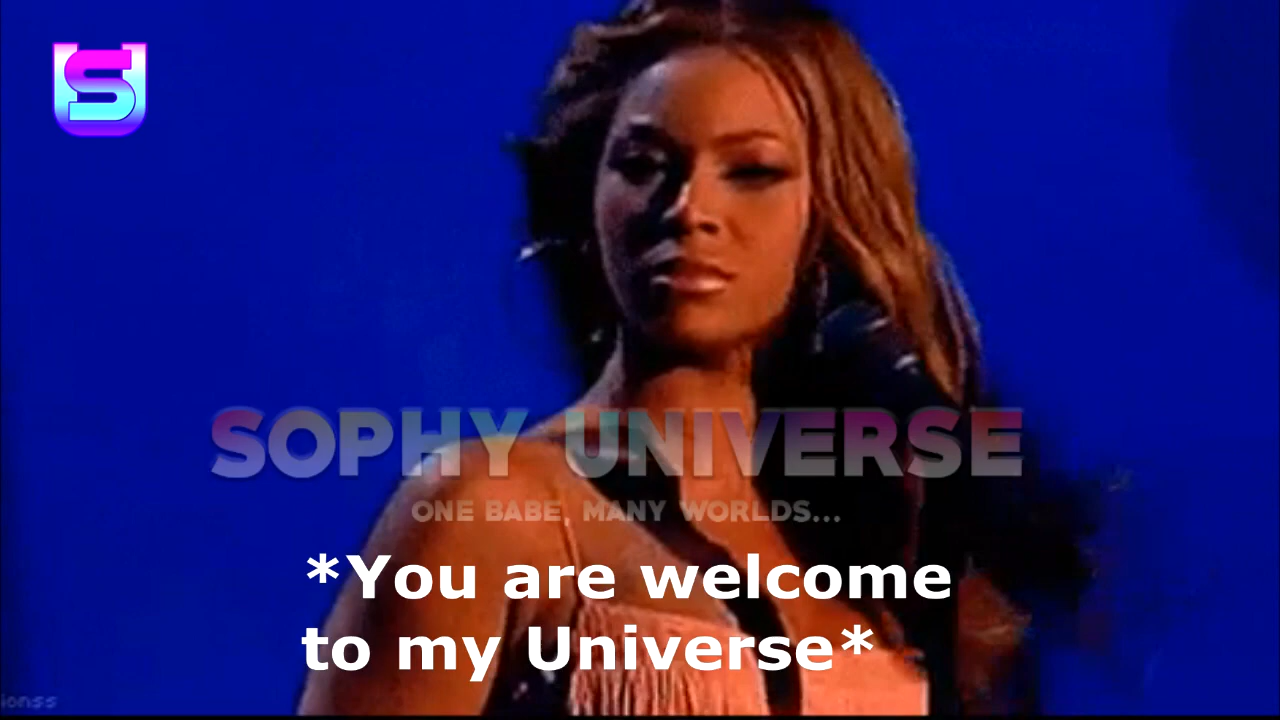 S
SOPHY UNIVERSE
ONE BABE, MANY WORLDS...
*You are welcome
to my Universe*